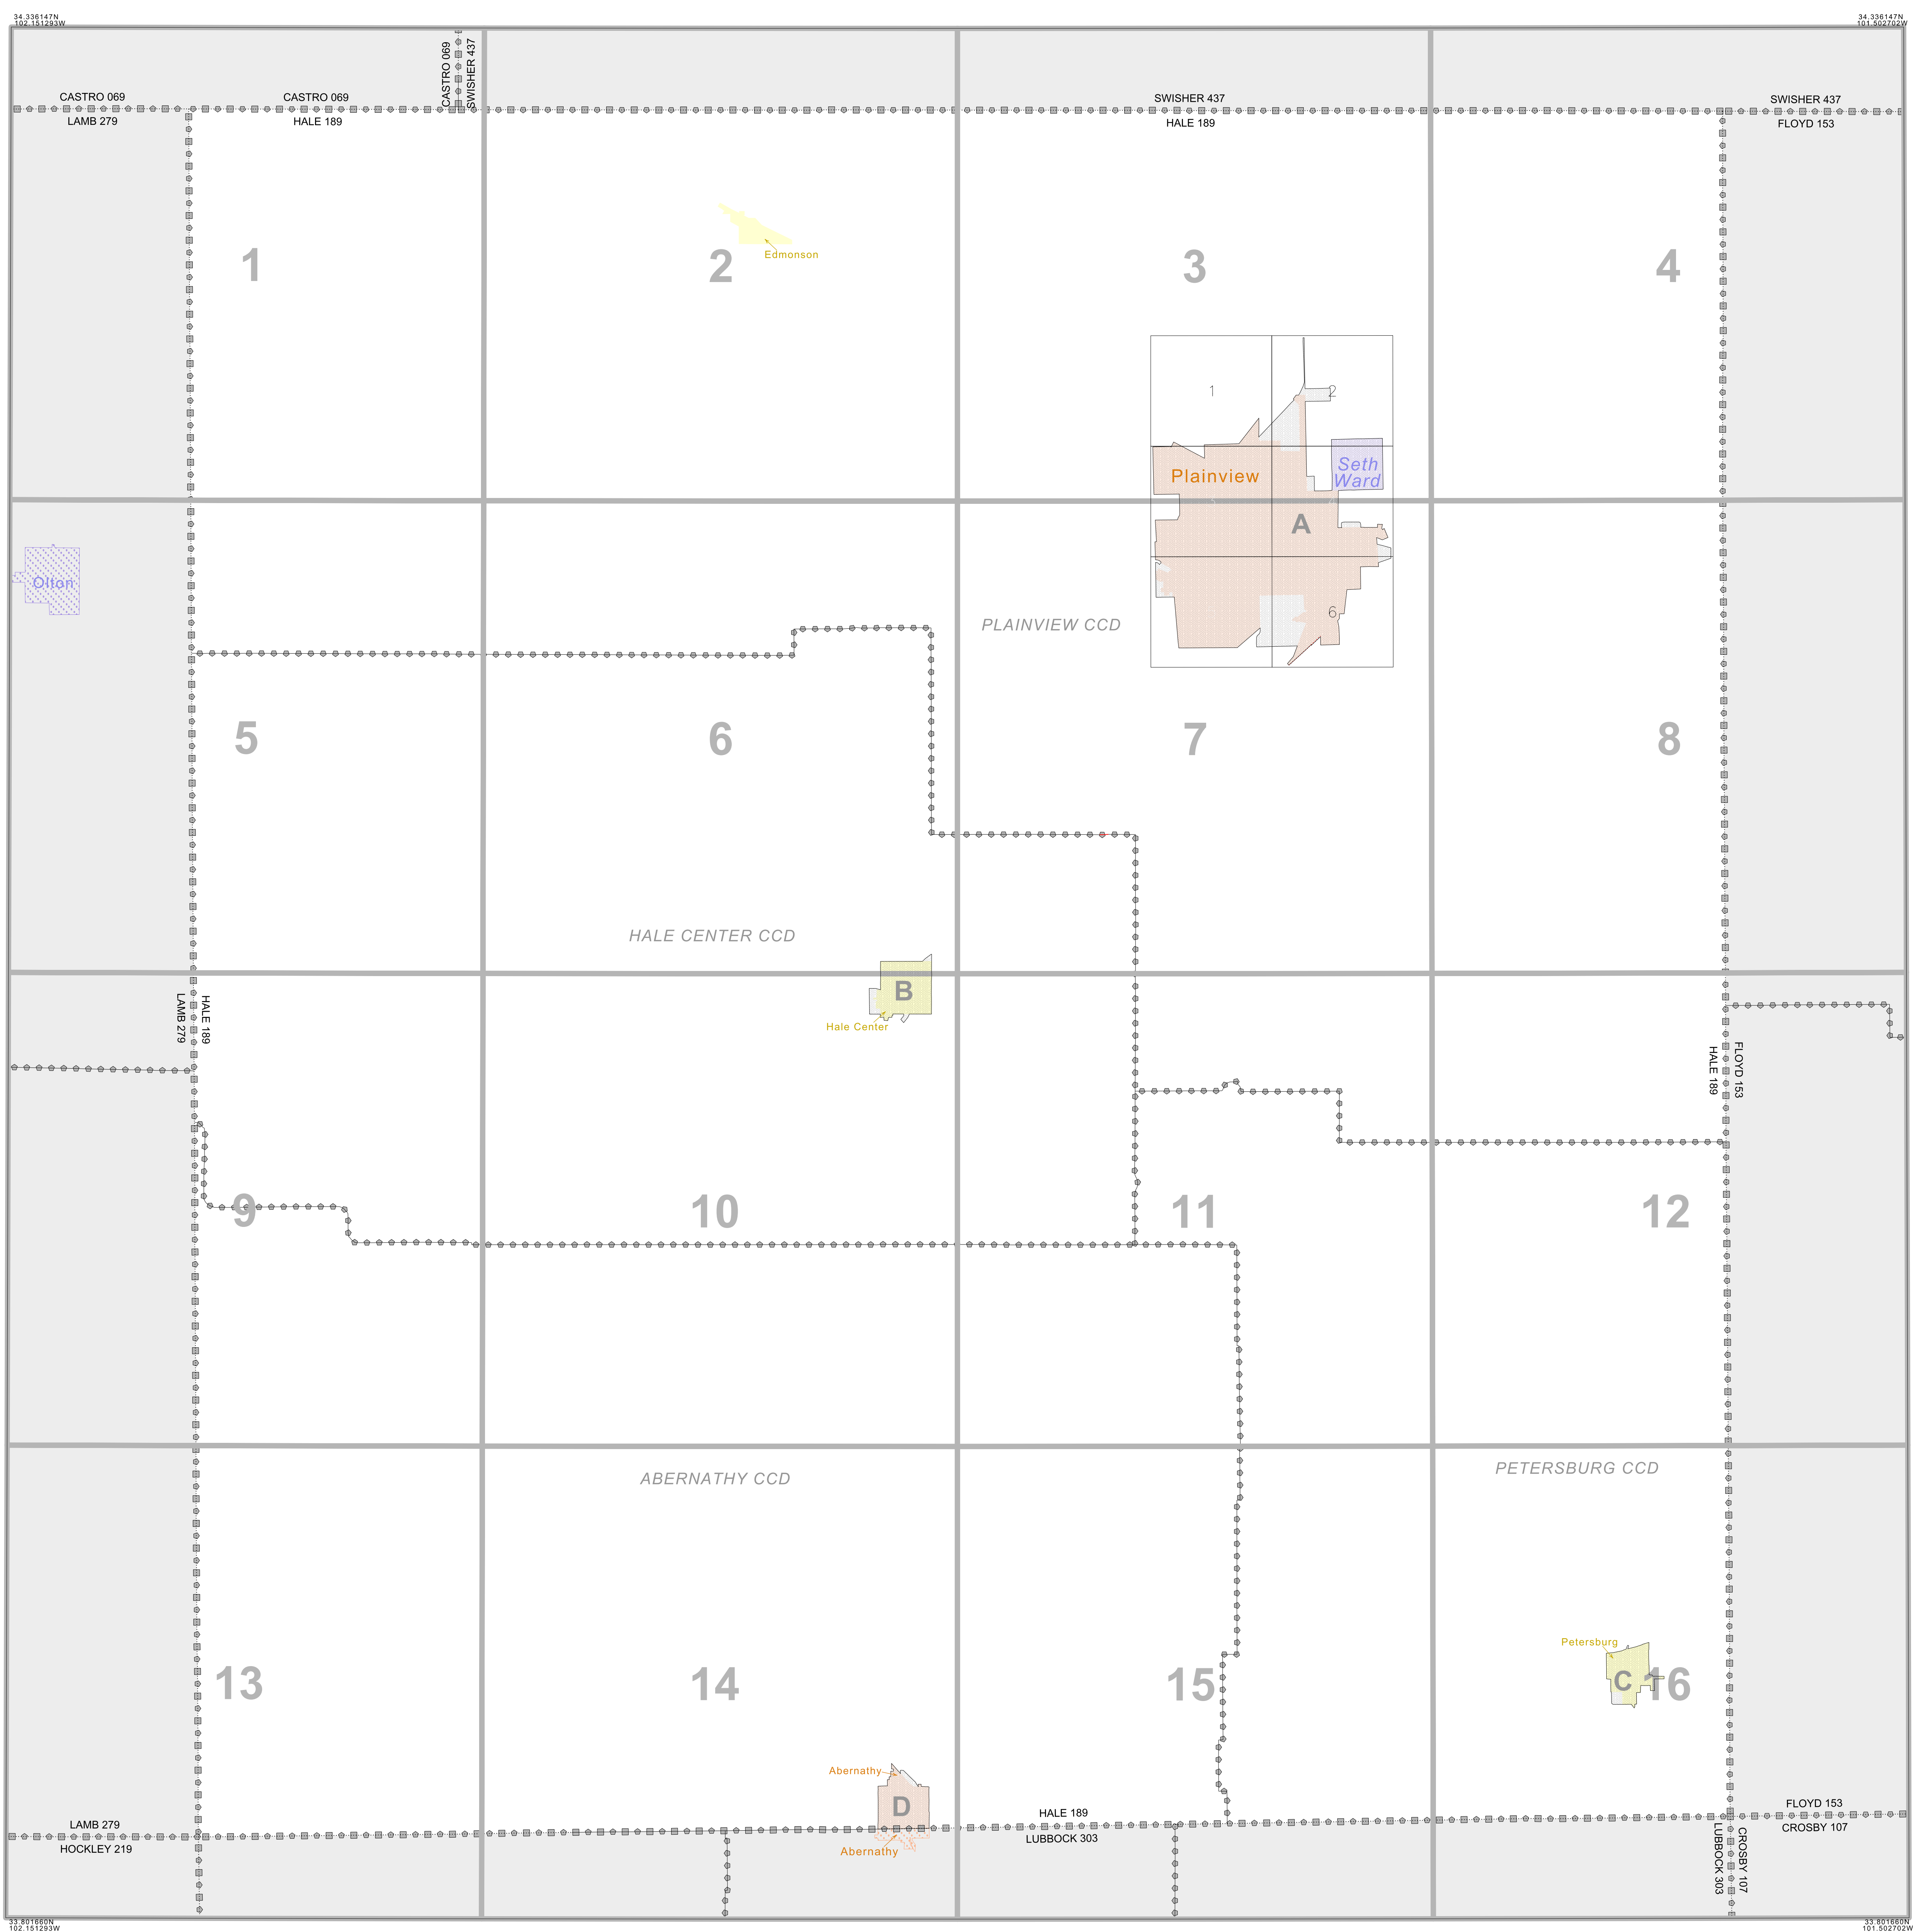 34.336147N
102.151293W
34.336147N
101.502702W
CASTRO 069
SWISHER 437
CASTRO 069
LAMB 279
CASTRO 069
HALE 189
SWISHER 437
HALE 189
SWISHER 437
FLOYD 153
1
2
3
4
Edmonson
1
2
Plainview
Seth
Ward
A
6
Olton
PLAINVIEW CCD
5
6
7
8
HALE CENTER CCD
B
Hale Center
LAMB 279
HALE 189
HALE 189
FLOYD 153
9
10
11
12
ABERNATHY CCD
PETERSBURG CCD
Petersburg
C
13
14
15
16
Abernathy
D
Abernathy
HALE 189
LUBBOCK 303
LAMB 279
HOCKLEY 219
FLOYD 153
CROSBY 107
LUBBOCK 303
CROSBY 107
33.801660N
102.151293W
33.801660N
101.502702W